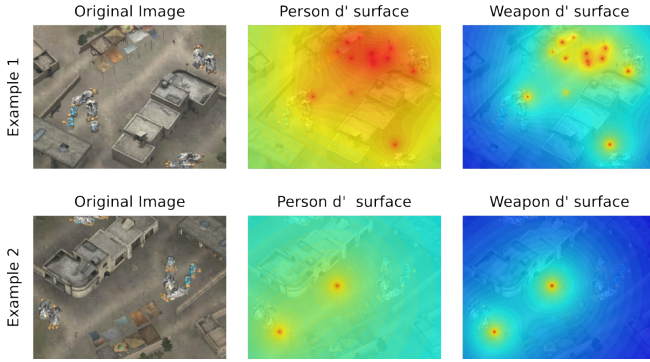 Original Image
Person d' surface
Weapon d' surface
Example 1
Original Image
Person d'  surface
Weapon d' surface
Example 2